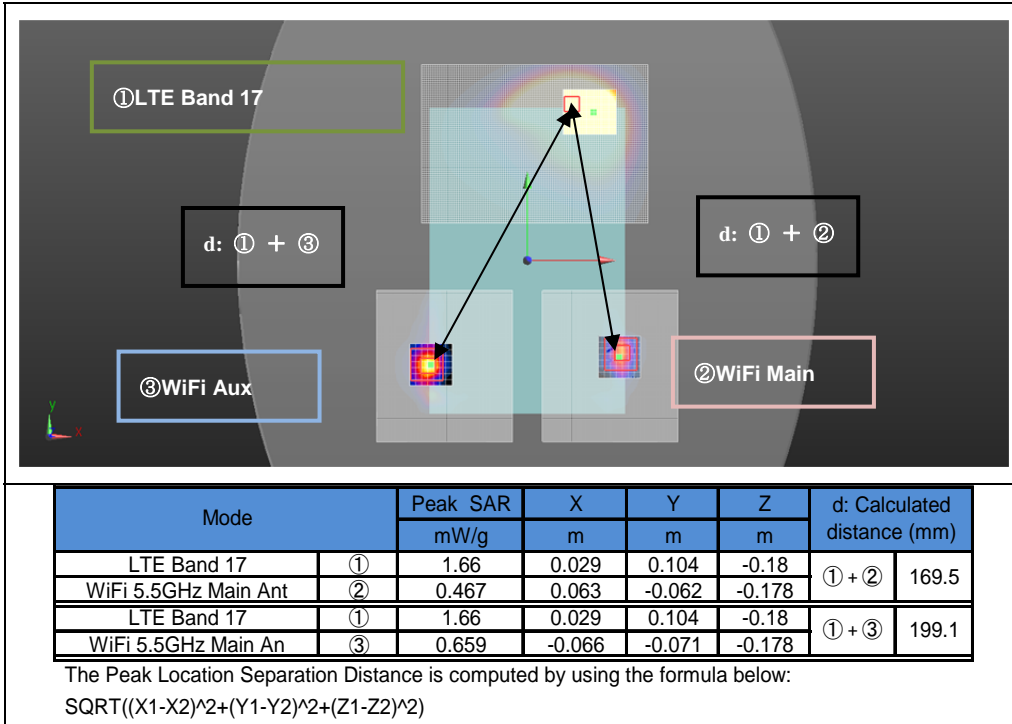 ①LTE Band 17
d: ① + ③
d: ① + ②
③WiFi Aux
②WiFi Main
y
x
Mode Peak SAR X Y Z d: Calculated distance (mm)
mW/g m m m
LTE Band 17 ① 1.66 0.029 0.104 -0.18 ① + ② 169.5
WiFi 5.5GHz Main Ant ② 0.467 0.063 -0.062 -0.178
LTE Band 17 ① 1.66 0.029 0.104 -0.18 ① + ③ 199.1
WiFi 5.5GHz Main An ③ 0.659 -0.066 -0.071 -0.178
The Peak Location Separation Distance is computed by using the formula below:
SQRT((X1-X2)^2+(Y1-Y2)^2+(Z1-Z2)^2)